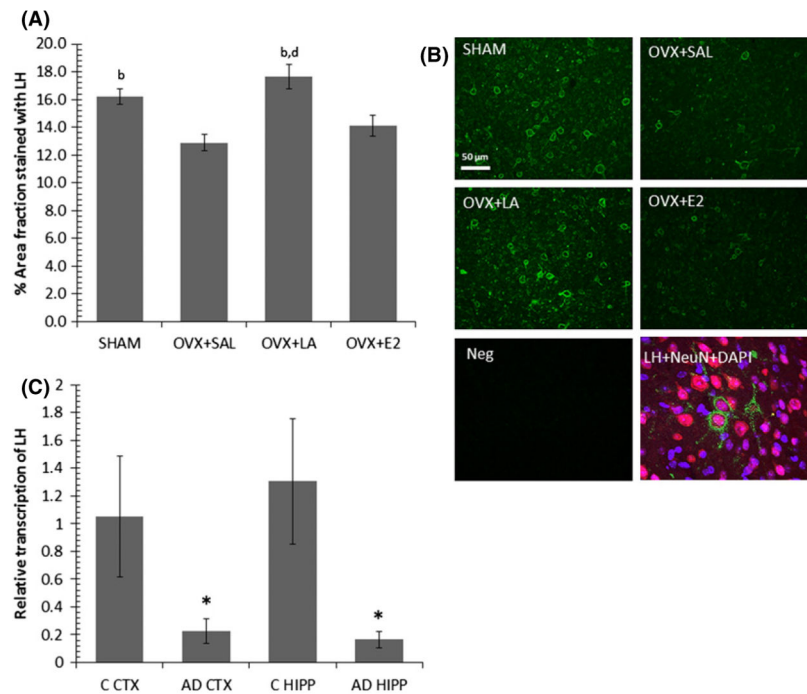 (A)
% Area fraction stained with LH
20.0
18.0
16.0
14.0
12.0
10.0
8.0
6.0
4.0
2.0
0.0
b
b,d
SHAM
OVX+SAL
OVX+LA
OVX+E2
(B)
SHAM
50 µm
OVX+SAL
OVX+LA
OVX+E2
Neg
LH+NeuN+DAPI
(C)
Relative transcription of LH
2
1.8
1.6
1.4
1.2
1
0.8
0.6
0.4
0.2
0
*
*
C CTX
AD CTX
C HIPP
AD HIPP